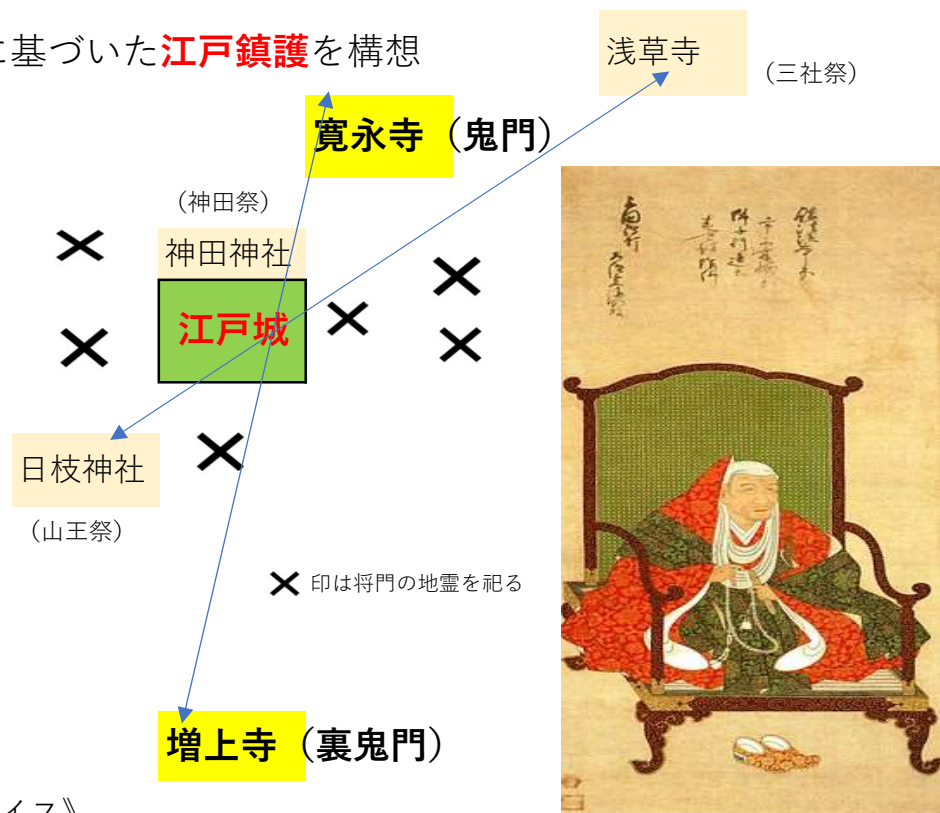 に基づいた江戸鎮護を構想
浅草寺
(三社祭)
寛永寺(鬼門)
(神田祭)
神田神社
江戸城
日枝神社
(山王祭)
印は将門の地霊を祀る
増上寺(裏鬼門)
イス》